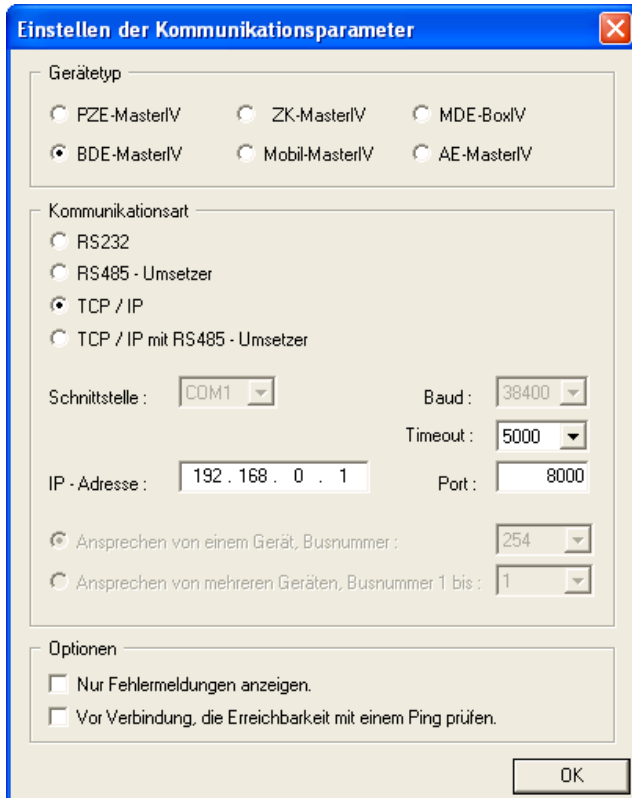 Einstellen der Kommunikationsparameter
Gerätetyp
PZE-MasterIV ZK-MasterIV MDE-BoxIV
BDE-MasterIV Mobil-MasterIV AE-MasterIV
Kommunikationsart
RS232
RS485 - Umsetzer
TCP / IP
TCP / IP mit RS485 - Umsetzer
Schnittstelle : COM1 Baud : 38400
Timeout : 5000
IP - Adresse : 192 . 168 . 0 . 1 Port : 8000
Ansprechen von einem Gerät, Busnummer : 254
Ansprechen von mehreren Geräten, Busnummer 1 bis : 1
Optionen
Nur Fehlermeldungen anzeigen.
Vor Verbindung, die Erreichbarkeit mit einem Ping prüfen.
OK